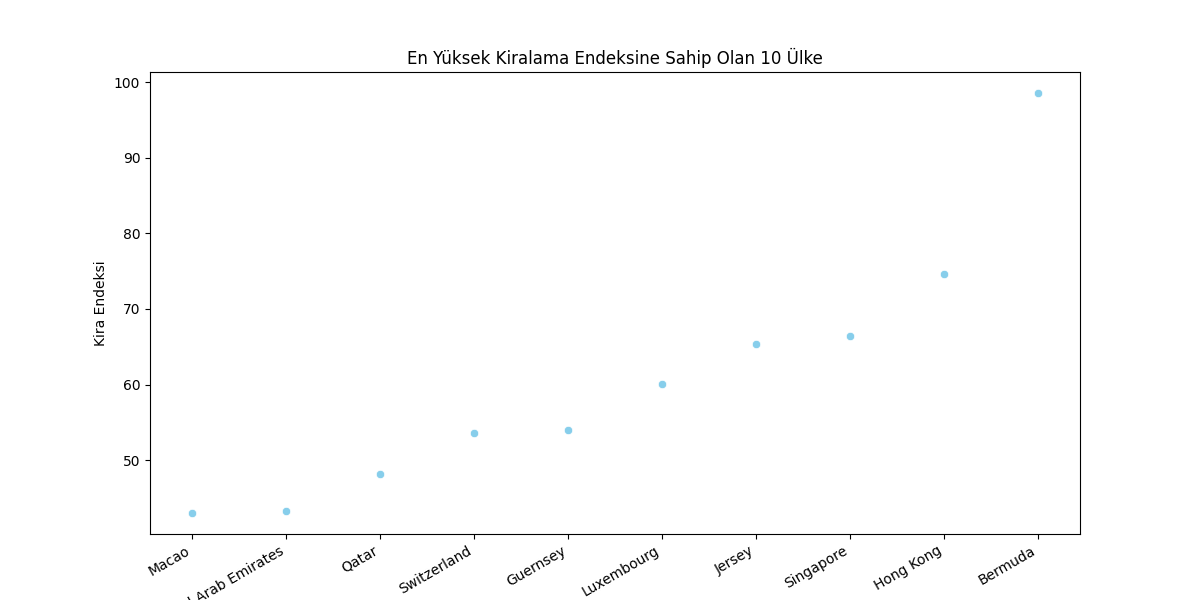 En Yüksek Kiralama Endeksine Sahip Olan 10 Ülke
Kira Endeksi
100
90
80
70
60
50
Macao
Arab Emirates
Qatar
Switzerland
Guernsey
Luxembourg
Jersey
Singapore
Hong Kong
Bermuda